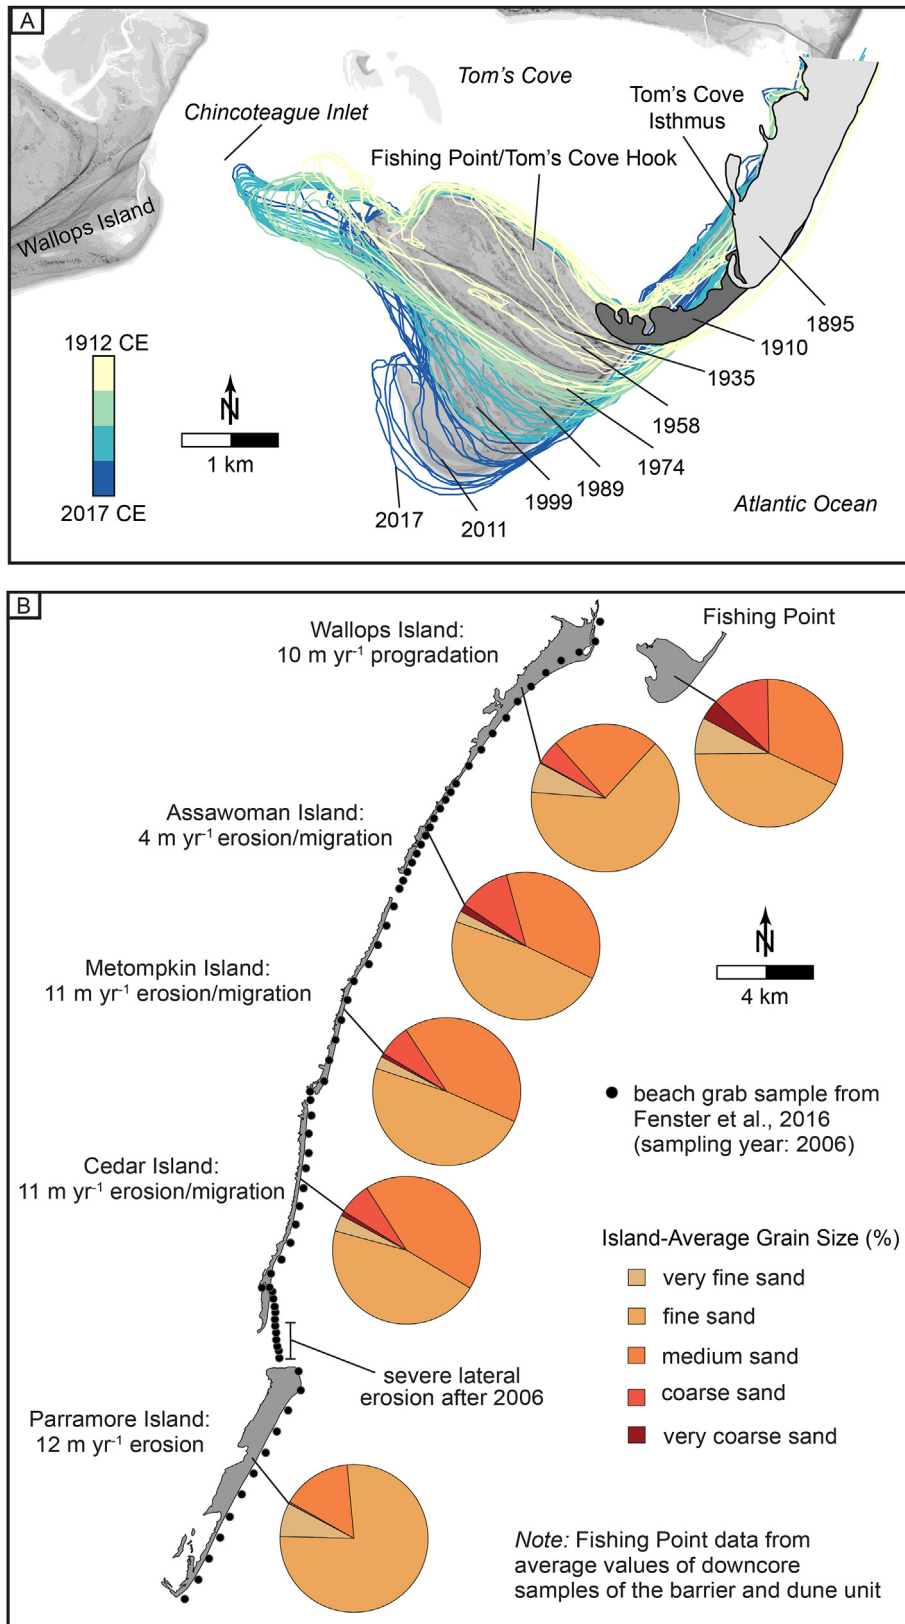 A
Tom's Cove
Chincoteague Inlet
Tom's Cove
Isthmus
Fishing Point/Tom's Cove Hook
Wallops Island
1895
1910
1935
1958
1974
1989
1999
2011
2017
1912 CE
2017 CE
N
1 km
Atlantic Ocean
B
Wallops Island:
10 m yr-1 progradation
Fishing Point
Assawoman Island:
4 m yr-1 erosion/migration
Metompkin Island:
11 m yr-1 erosion/migration
N
4 km
beach grab sample from
Fenster et al., 2016
(sampling year: 2006)
Cedar Island:
11 m yr-1 erosion/migration
Island-Average Grain Size (%)
very fine sand
fine sand
medium sand
coarse sand
very coarse sand
severe lateral
erosion after 2006
Parramore Island:
12 m yr-1 erosion
Note: Fishing Point data from
average values of downcore
samples of the barrier and dune unit